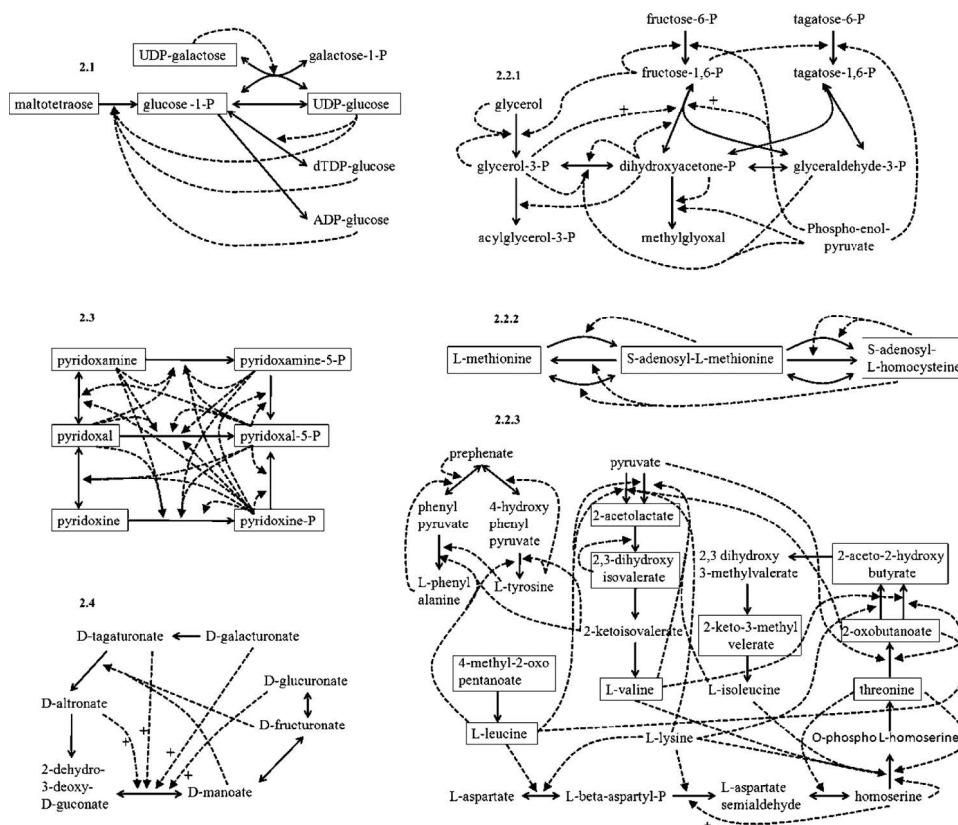 2.1
UDP-galactose
galactose-1-P
maltotetraose
glucose -1-P
UDP-glucose
dTDP-glucose
ADP-glucose
2.2.1
fructose-6-P
tagatose-6-P
fructose-1,6-P
tagatose-1,6-P
glycerol
+
+
glycerol-3-P
dihydroxyacetone-P
glyceraldehyde-3-P
acylglycerol-3-P
methylglyoxal
Phospho-enol-
pyruvate
2.3
pyridoxamine
pyridoxamine-5-P
pyridoxal
pyridoxal-5-P
pyridoxine
pyridoxine-P
2.2.2
L-methionine
S-adenosyl-L-methionine
S-adenosyl-
L-homocysteine
2.2.3
prephenate
phenyl
pyruvate
4-hydroxy
phenyl
pyruvate
L-phenyl
alanine
L-tyrosine
pyruvate
2-acetolactate
2,3-dihydroxy
isovalerate
2-ketoisovalerate
L-valine
2,3 dihydroxy
3-methylvalerate
2-aceto-2-hydroxy
butyrate
2-keto-3-methyl
velerate
2-oxobutanoate
L-isoleucine
threonine
4-methyl-2-oxo
pentanoate
L-leucine
L-lysine
O-phospho L-homoserine
L-aspartate
L-beta-aspartyl-P
L-aspartate
semialdehyde
homoserine
+
2.4
D-tagaturonate
D-galacturonate
D-glucuronate
D-altronate
D-fructuronate
+
+
+
+
2-dehydro-
3-deoxy-
D-guconate
D-manoate